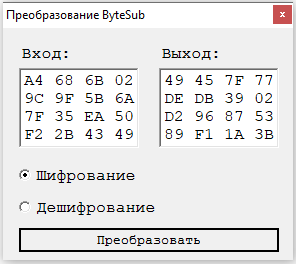 Преобразование ByteSub
Вход: Выход:
A4 68 6B 02 49 45 7F 77
9C 9F 5B 6A DE DB 39 02
7F 35 EA 50 D2 96 87 53
F2 2B 43 49 89 F1 1A 3B
Шифрование
Дешифрование
Преобразовать